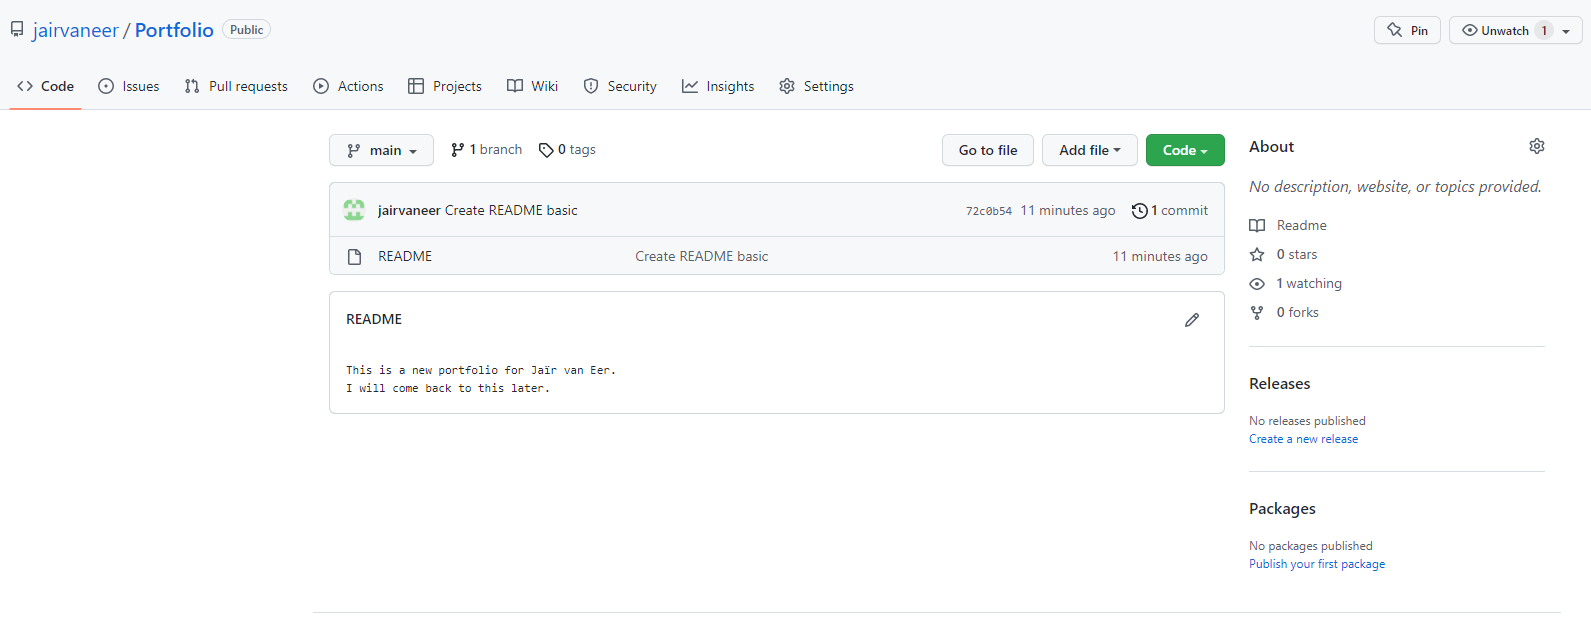 jairvaneer / Portfolio Public
Pin Unwatch 1
Code Issues Pull requests Actions Projects Wiki Security Insights Settings
main 1 branch 0 tags Go to file Add file Code
jairvaneer Create README basic 72c0b54 11 minutes ago 1 commit
README Create README basic 11 minutes ago
README
This is a new portfolio for Jaïr van Eer.
I will come back to this later.
About
No description, website, or topics provided.
Readme
0 stars
1 watching
0 forks
Releases
No releases published
Create a new release
Packages
No packages published
Publish your first package